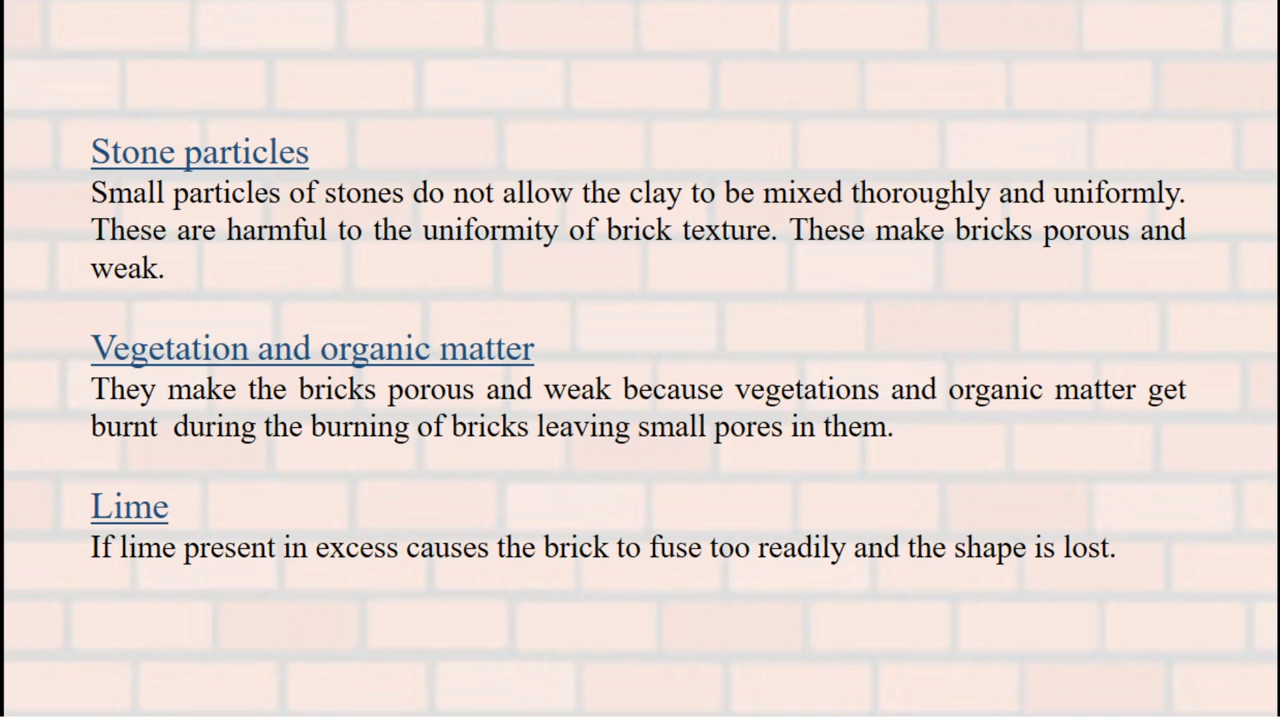 Stone particles
Small particles of stones do not allow the clay to be mixed thoroughly and uniformly.
These are harmful to the uniformity of brick texture. These make bricks porous and
weak.
Vegetation and organic matter
They make the bricks porous and weak because vegetations and organic matter get
burnt  during the burning of bricks leaving small pores in them.
Lime
If lime present in excess causes the brick to fuse too readily and the shape is lost.